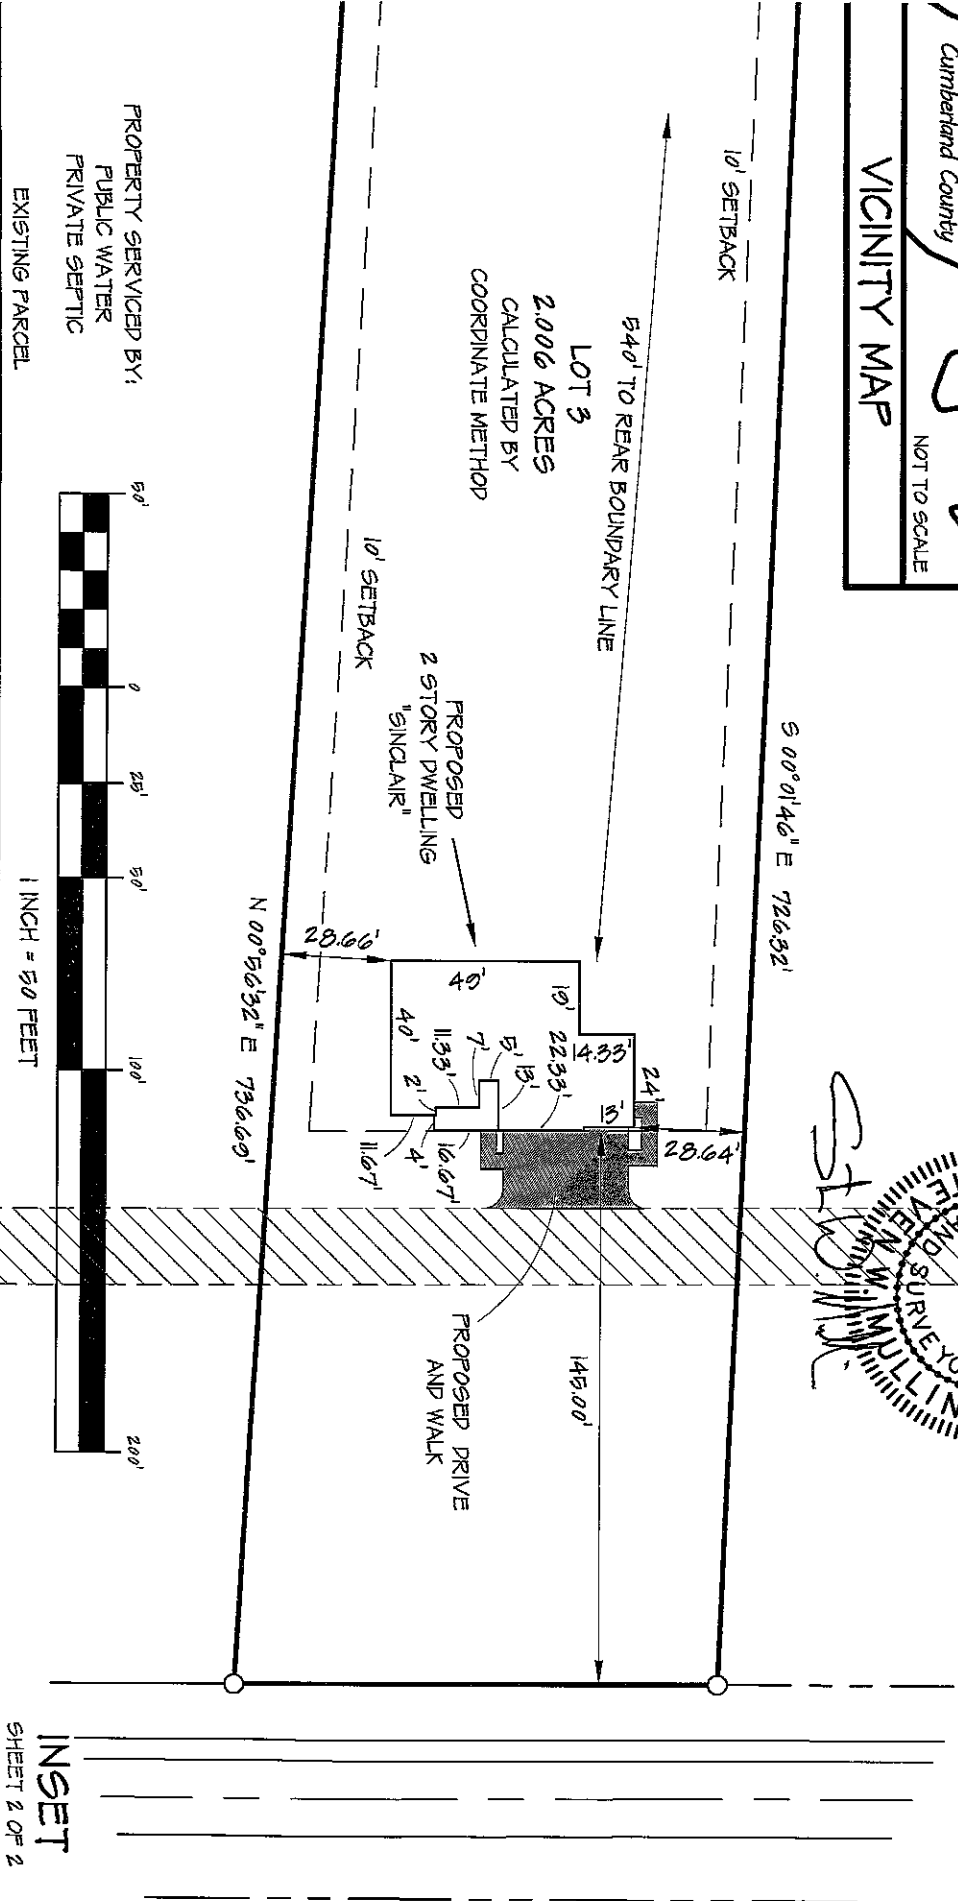 Cumberland County
NOT TO SCALE
VICINITY MAP
10' SETBACK
540' TO REAR BOUNDARY LINE
LOT 3
2.006 ACRES
CALCULATED BY
COORDINATE METHOD
10' SETBACK
S 00°01'46" E 726.32'
PROPOSED
2 STORY DWELLING
"SINCLAIR"
N 00°56'32" E 736.69'
28.66'
49'
19'
14.33'
24'
40'
11.33'
7'
5'
13'
22.33'
13'
2'
4'
11.67'
16.67'
28.64'
145.00'
PROPOSED DRIVE
AND WALK
SURVEYO
STEVEN W. MULLIN
PROPERTY SERVICED BY:
PUBLIC WATER
PRIVATE SEPTIC
EXISTING PARCEL
50' 0 25' 50' 100' 200'
1 INCH = 50 FEET
INSET
SHEET 2 OF 2